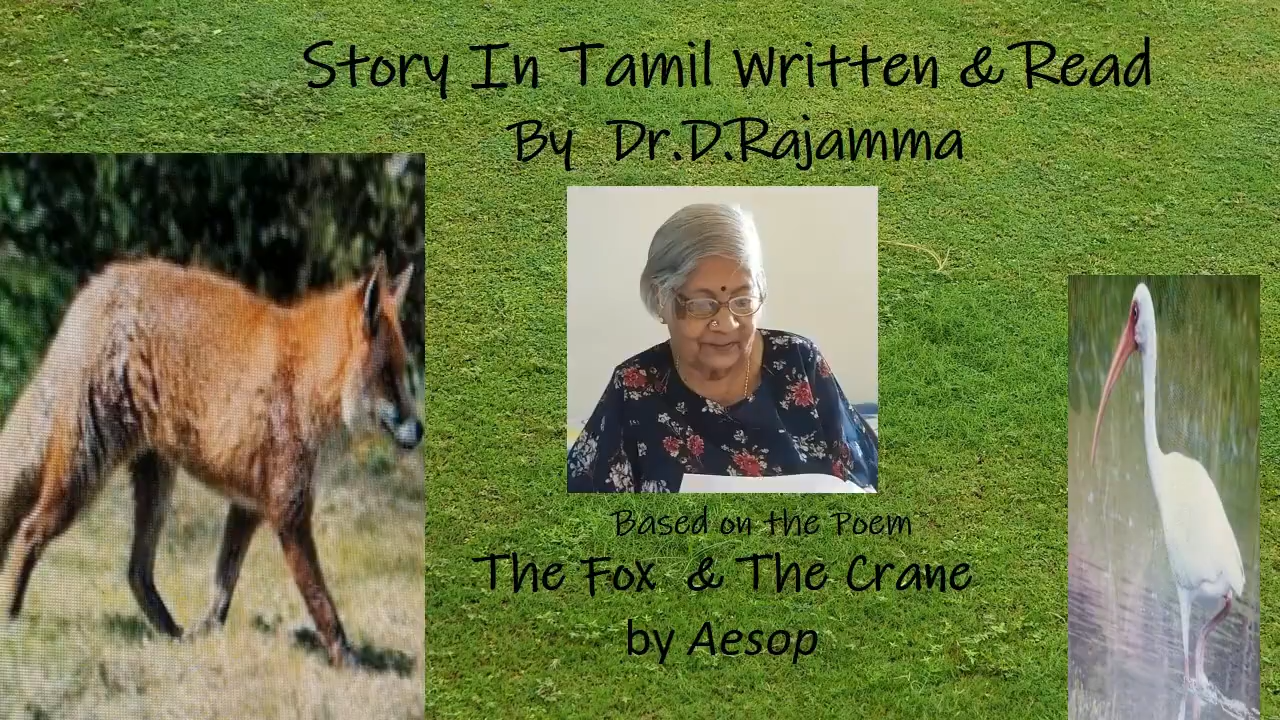 Story In Tamil Written & Read
By Dr.D.Rajamma
Based on the Poem
The Fox & The Crane
by Aesop